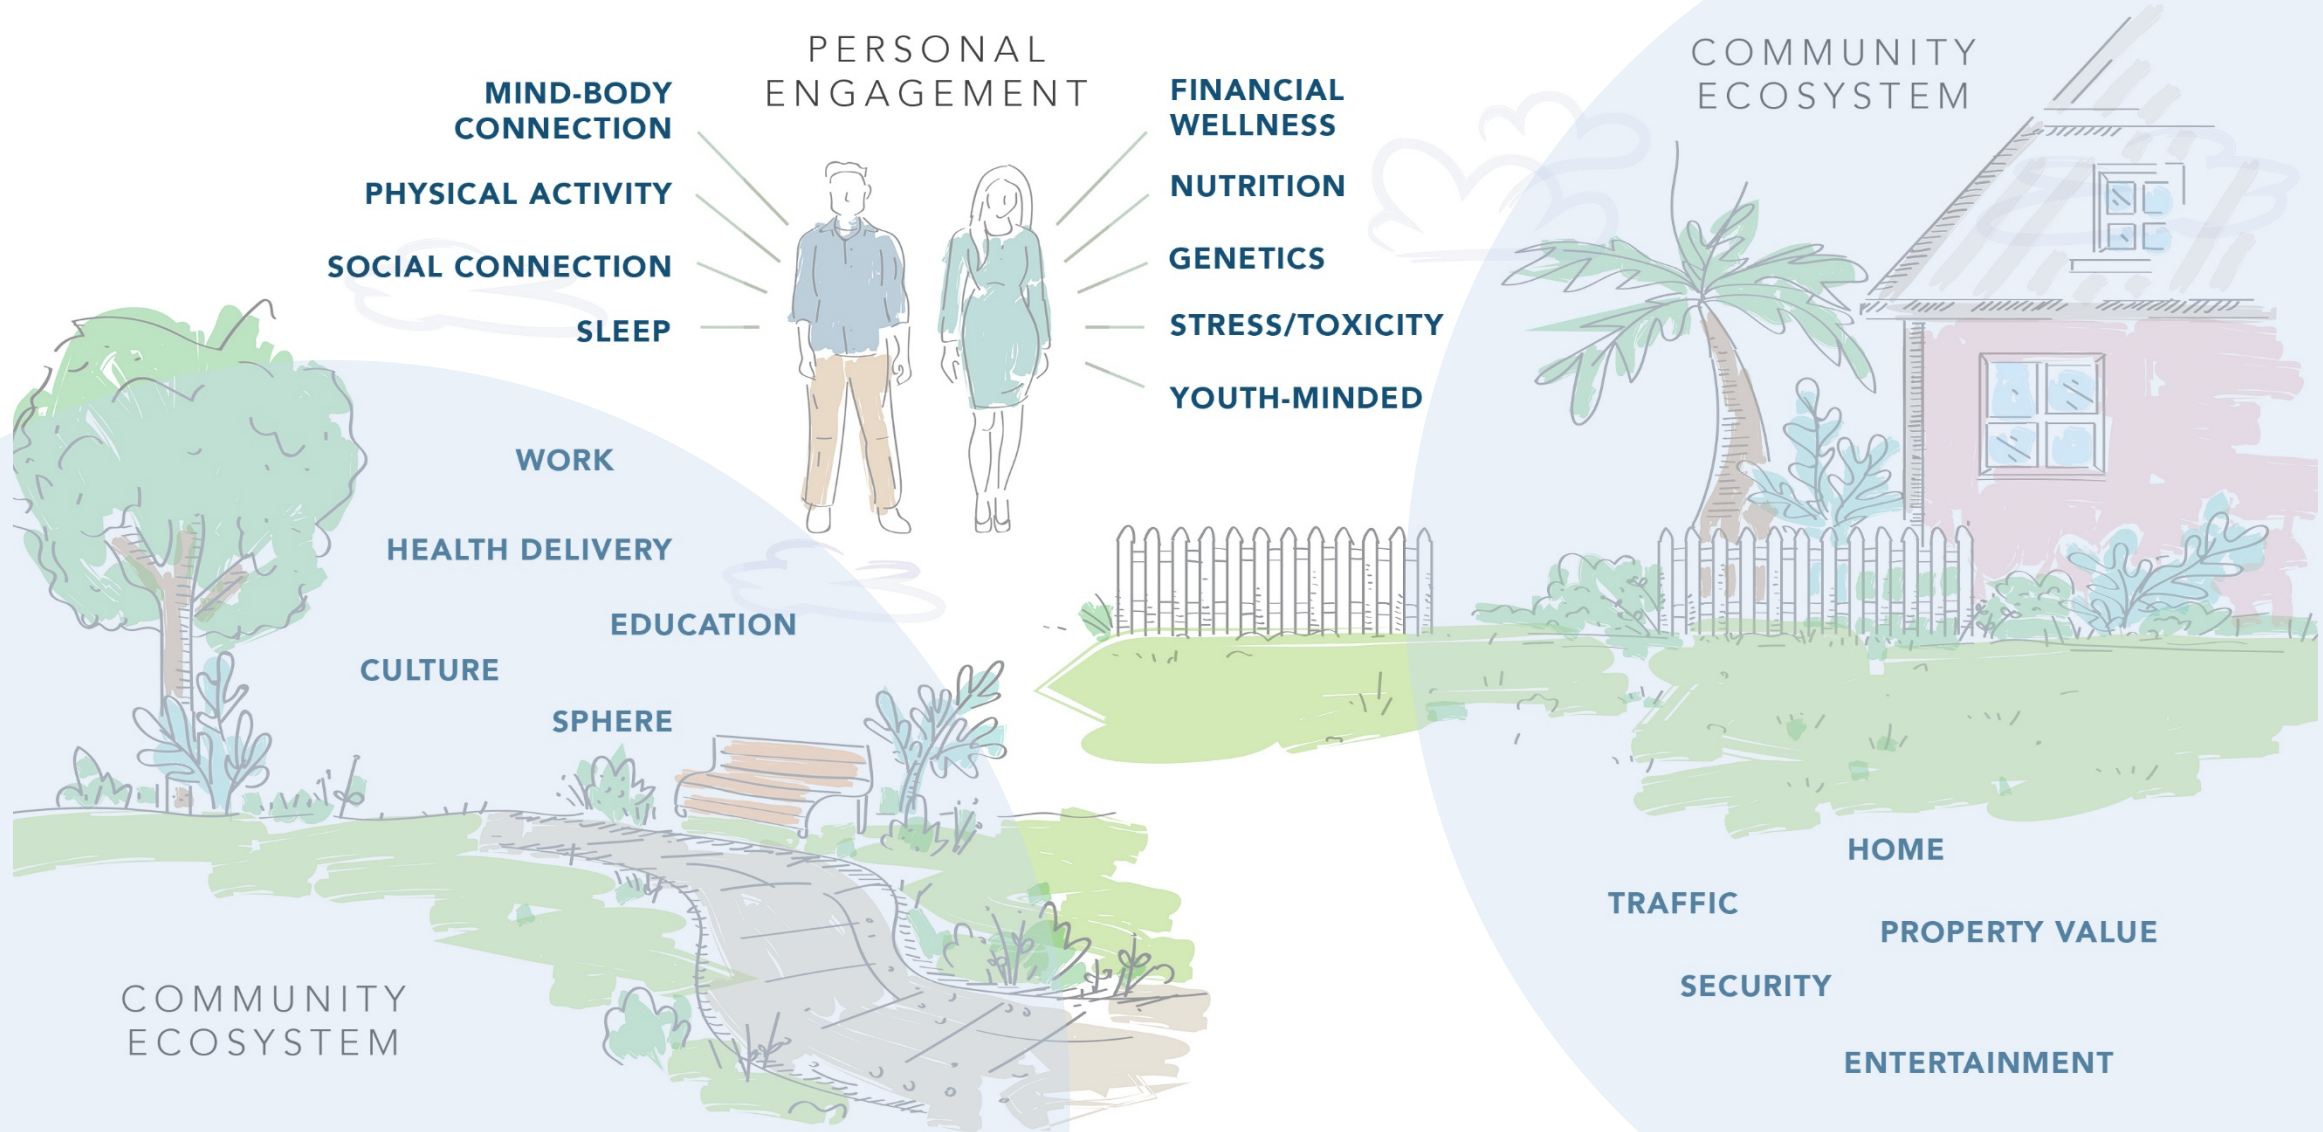 PERSONAL
ENGAGEMENT
MIND-BODY
CONNECTION
PHYSICAL ACTIVITY
SOCIAL CONNECTION
SLEEP
FINANCIAL
WELLNESS
NUTRITION
GENETICS
STRESS/TOXICITY
YOUTH-MINDED
COMMUNITY
ECOSYSTEM
WORK
HEALTH DELIVERY
EDUCATION
CULTURE
SPHERE
COMMUNITY
ECOSYSTEM
HOME
TRAFFIC
PROPERTY VALUE
SECURITY
ENTERTAINMENT